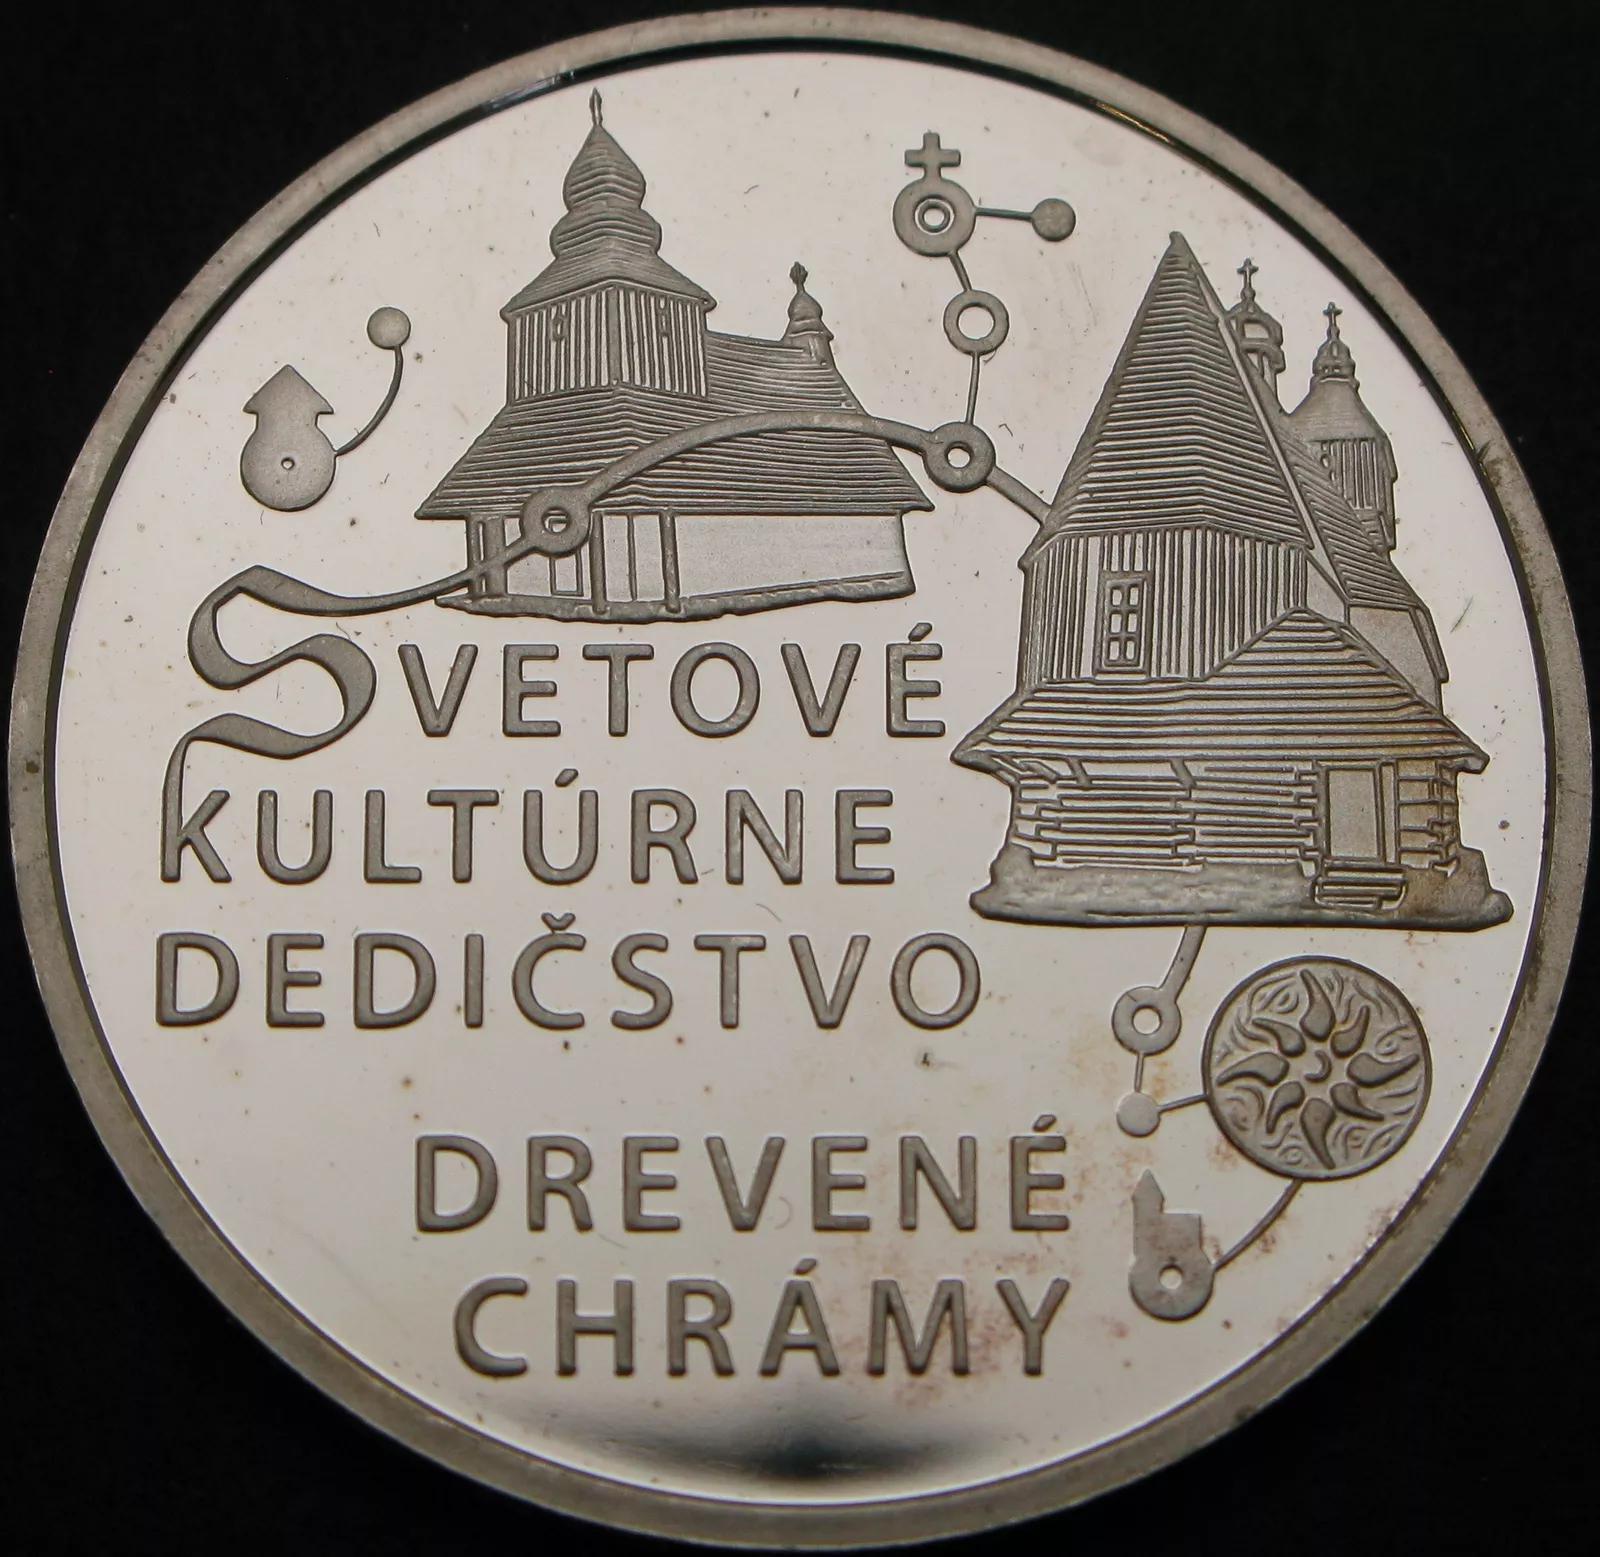 SVETOVÉ
KULTÚRNE
DEDIČSTVO
DREVENÉ
CHRÁMY